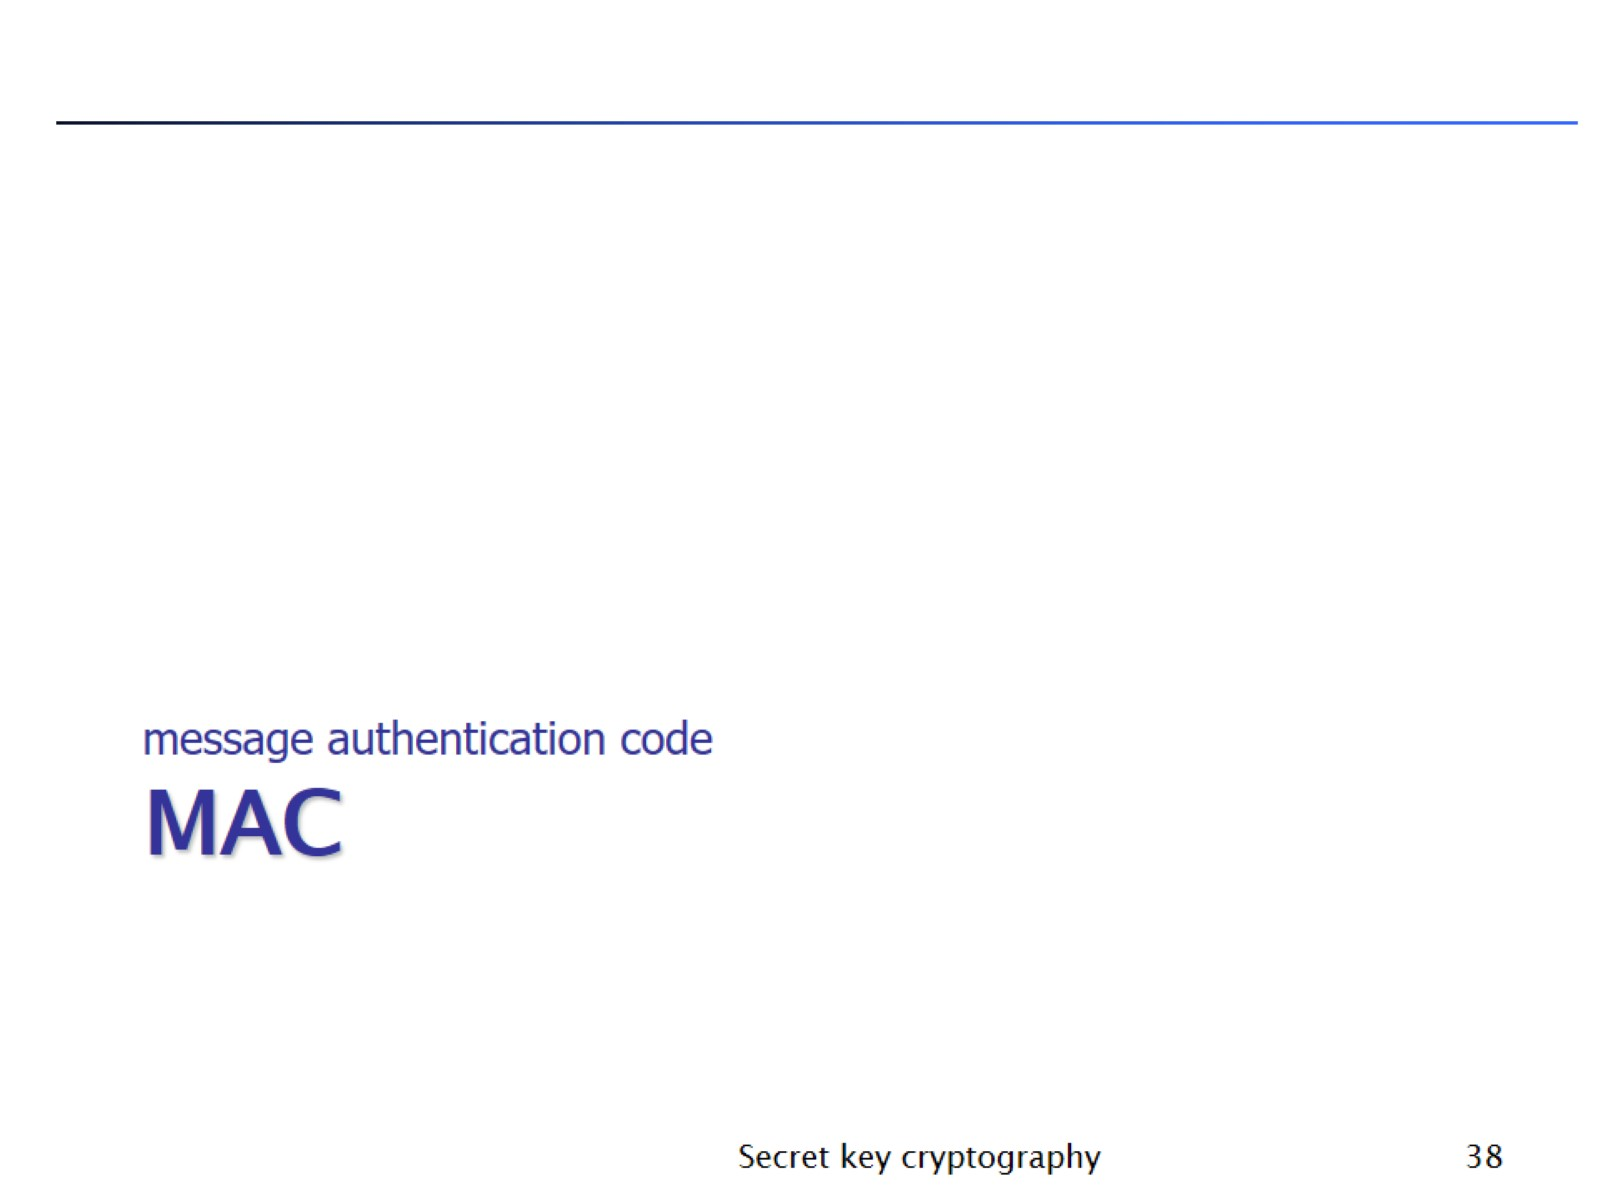 message authentication code
MAC
Secret key cryptography
38